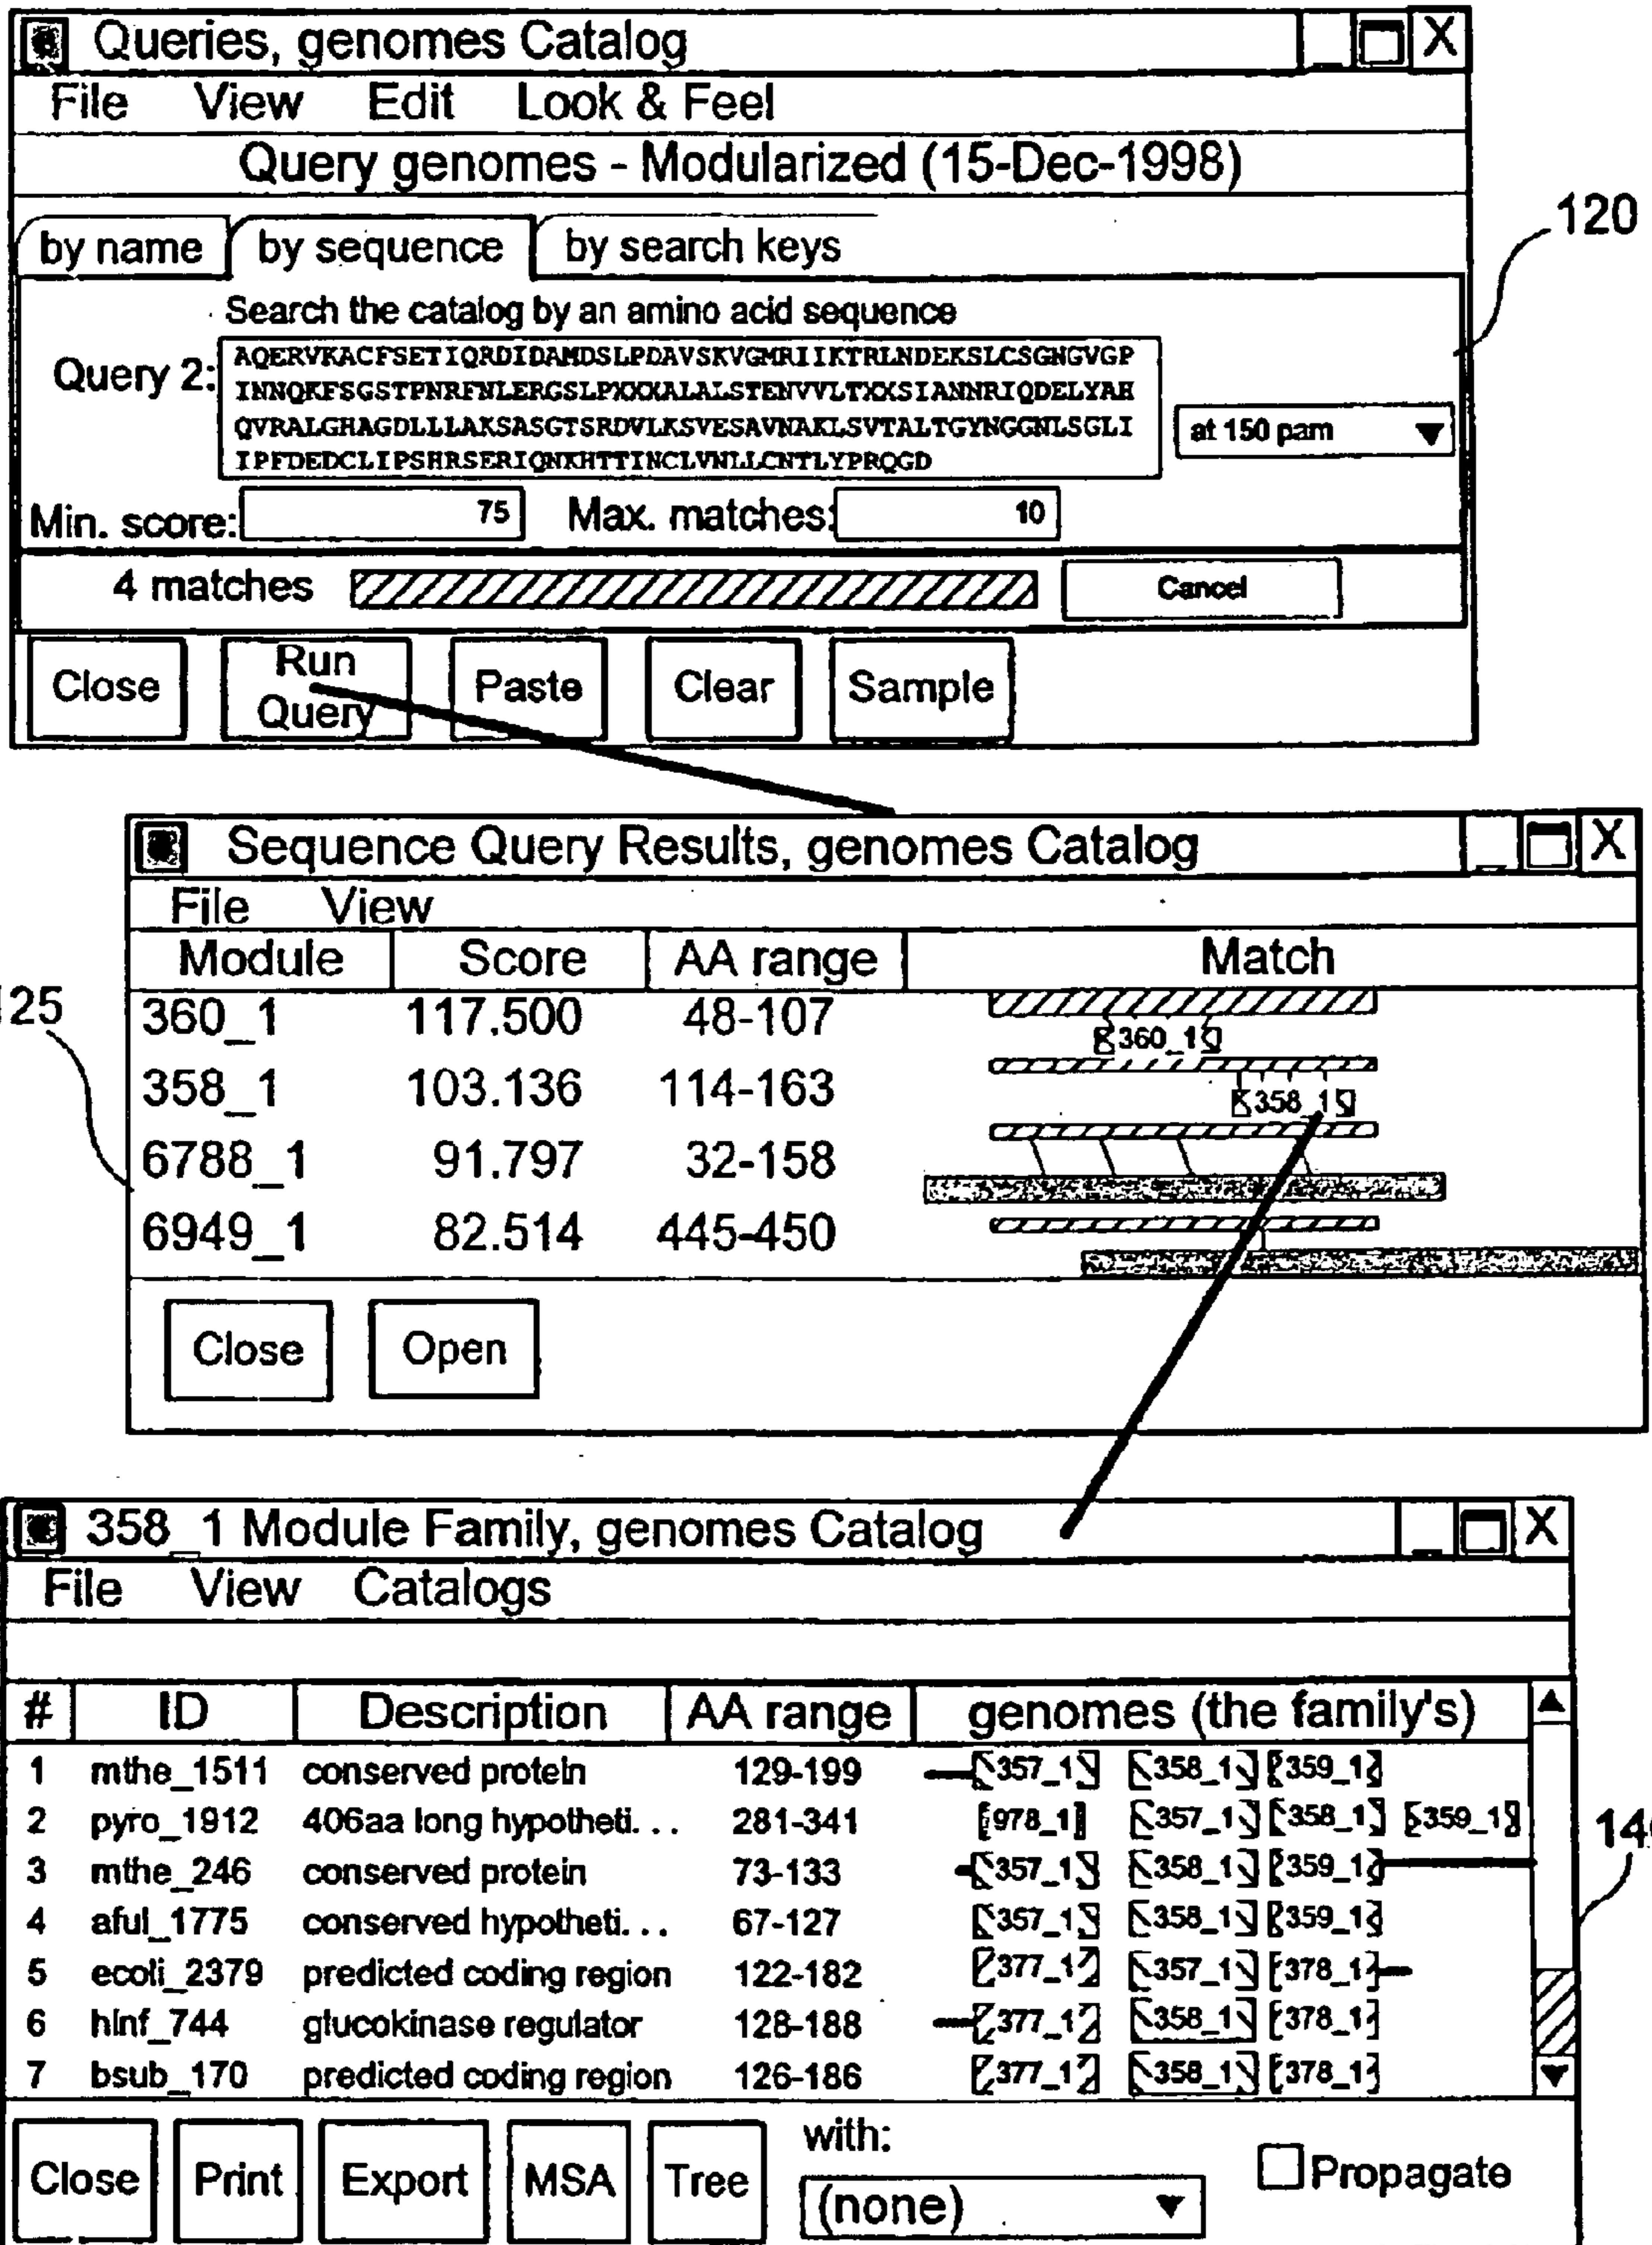 Queries, genomes Catalog _ X
File View Edit Look & Feel
Query genomes - Modularized (15-Dec-1998)
120
by name by sequence by search keys
Search the catalog by an amino acid sequence
Query 2:
AQERVKACFSETIQRDIDAMDSLPDAVSKVGMRIIKTRLNDEKSLCSGNGVGP
INNQKFSGSTPNRFNLERGSLPXXXALALSTENVVLTXXSIANNRIQDELYAH
QVRALGHAGDLLLAKSASGTSRDVLKSVESAVNAKLSVTALTGYNGGNLSGLI
IPFDEDCLIPSHRSERIQNKHTTINCLVNLLCNTLYPRQGD
at 150 pam
Min. score: 75 Max. matches: 10
4 matches Cancel
Close Run Query Paste Clear Sample
Sequence Query Results, genomes Catalog _ X
File View
Module Score AA range Match
25
360_1 117.500 48-107 360_1
358_1 103.136 114-163 358_1
6788_1 91.797 32-158
6949_1 82.514 445-450
Close Open
358_1 Module Family, genomes Catalog _ X
File View Catalogs
# ID Description AA range genomes (the family's)
1 mthe_1511 conserved protein 129-199 357_1 358_1 359_1
2 pyro_1912 406aa long hypotheti... 281-341 978_1 357_1 358_1 359_1
14
3 mthe_246 conserved protein 73-133 357_1 358_1 359_1
4 aful_1775 conserved hypotheti... 67-127 357_1 358_1 359_1
5 ecoli_2379 predicted coding region 122-182 377_1 357_1 378_1
6 hinf_744 glucokinase regulator 128-188 377_1 358_1 378_1
7 bsub_170 predicted coding region 126-186 377_1 358_1 378_1
Close Print Export MSA Tree with: (none) Propagate